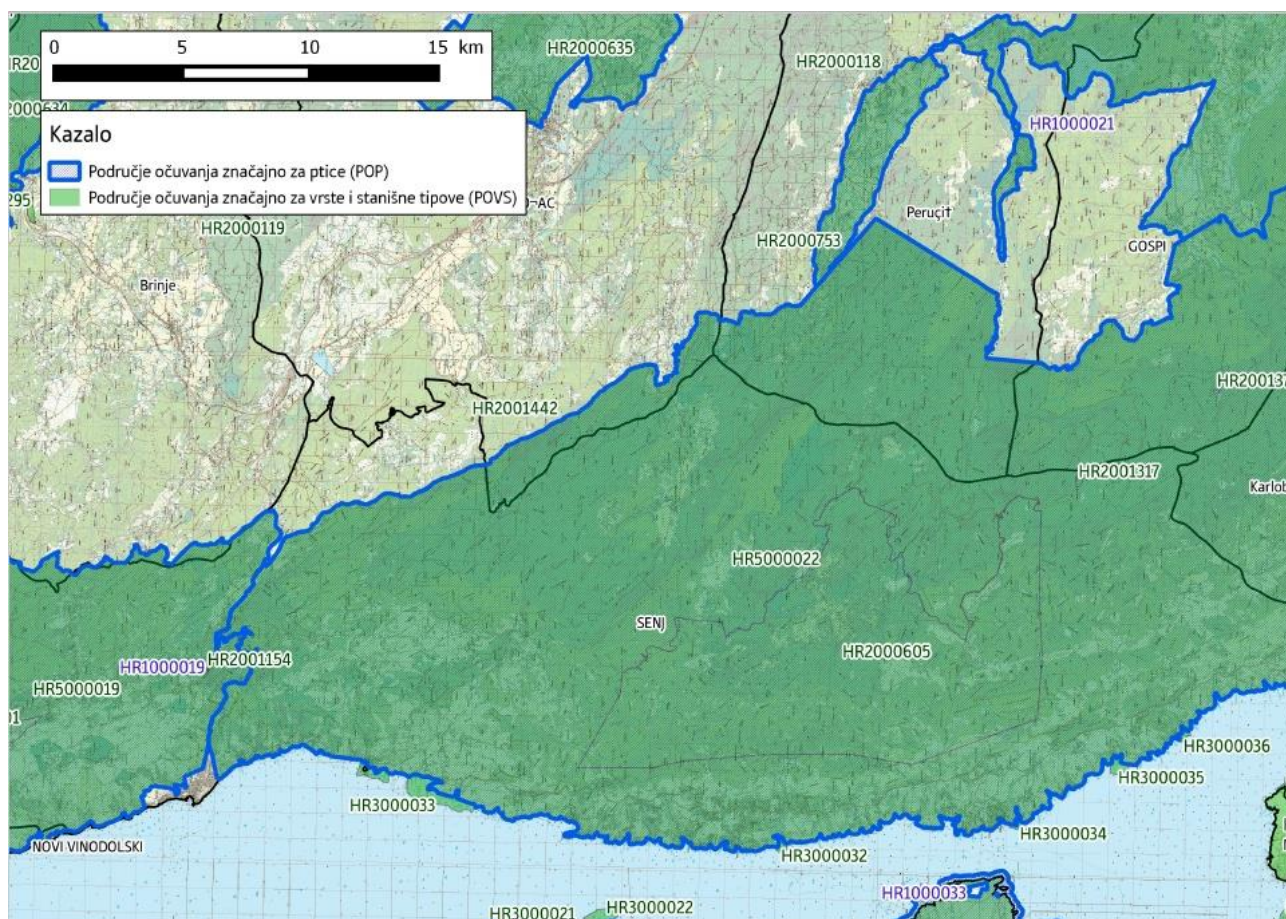 0 5 10 15 km
Kazalo
Područje očuvanja značajno za ptice (POP)
Područje očuvanja značajno za vrste i stanišne tipove (POVS)
HR2000635
HR2000118
HR1000021
HR2000119
HR2000753
Perućit
GOSPI
Brinje
HR2001442
HR2001317
Karlob
HR5000022
SENJ
HR2000605
HR1000019
HR2001154
HR5000019
HR3000036
HR3000035
HR3000033
HR3000034
NOVI VINODOLSKI
HR3000032
HR1000033
HR3000021
HR3000022